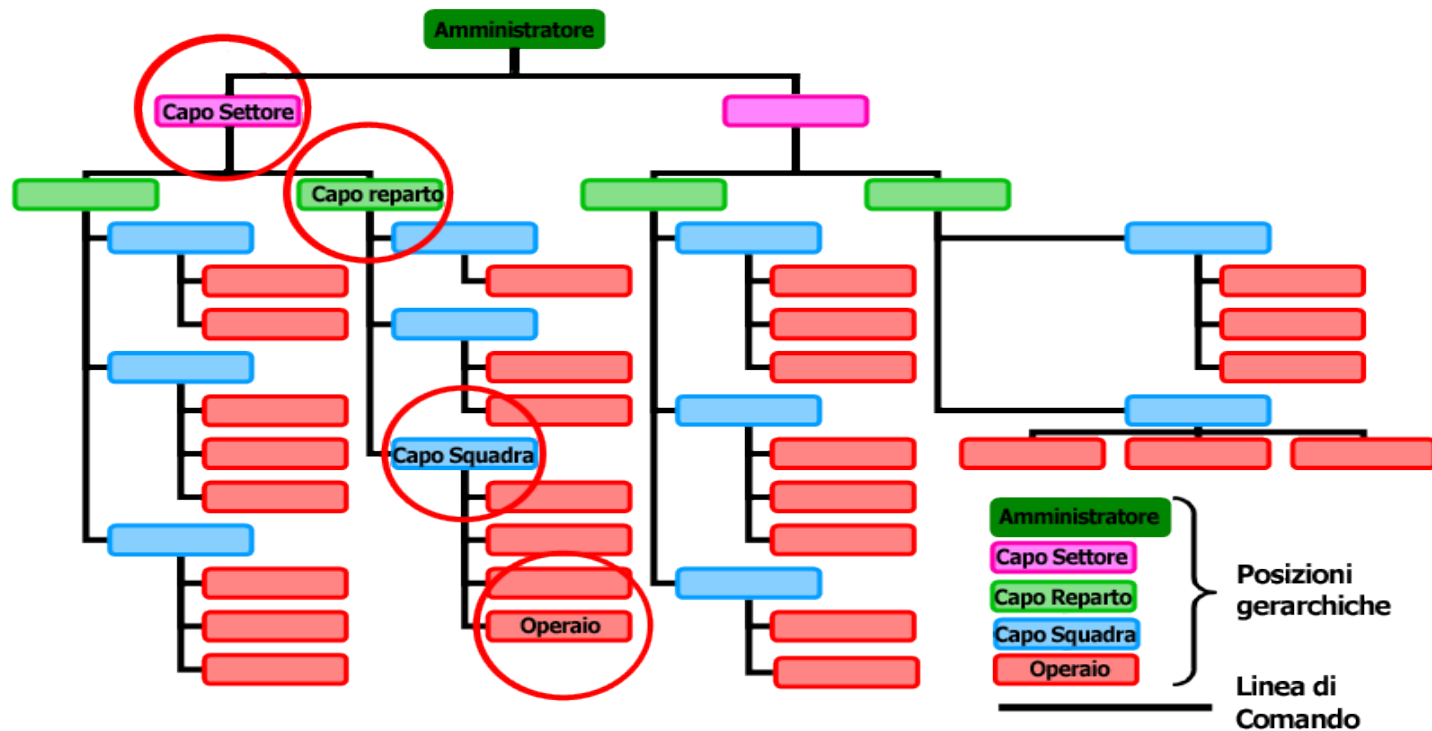 Amministratore
Capo Settore
Capo reparto
Capo Squadra
Operaio
Amministratore
Capo Settore
Capo Reparto
Capo Squadra
Operaio
Posizioni
gerarchiche
Linea di
Comando